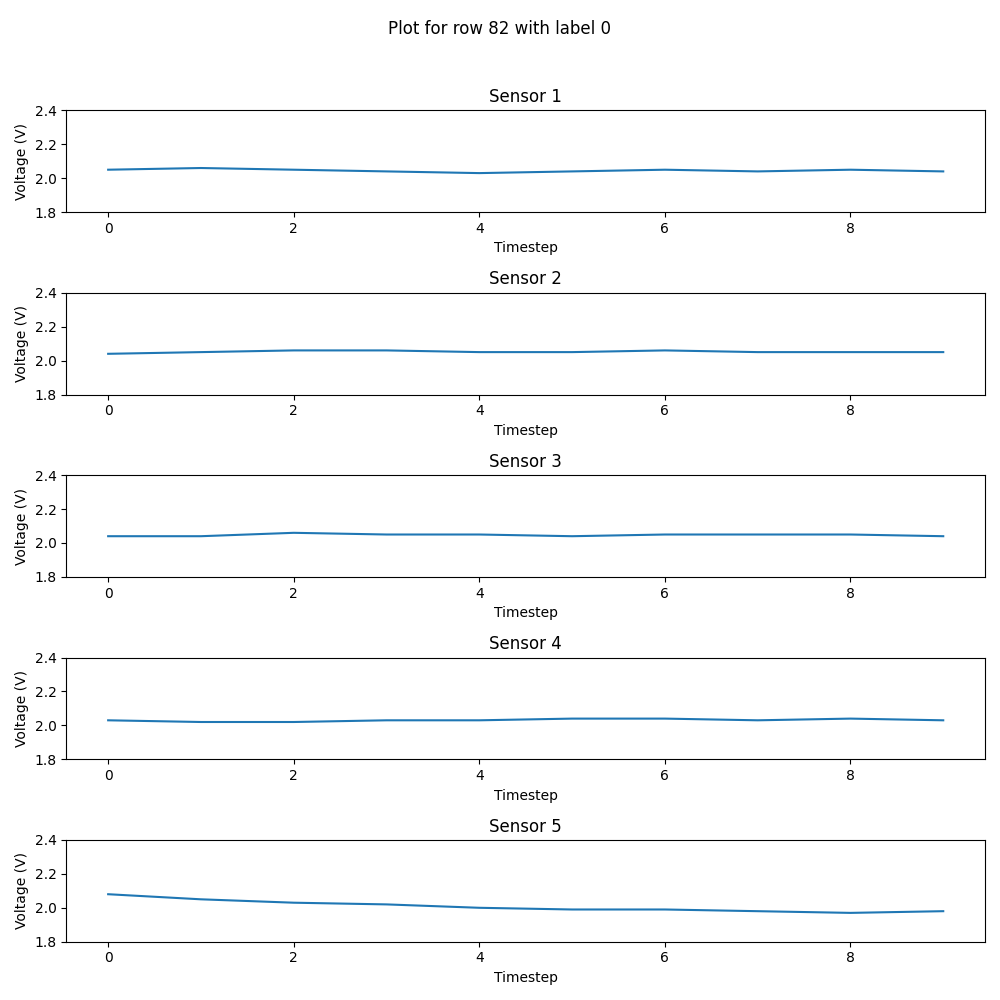 Plot for row 82 with label 0
Sensor 1
Voltage (V)
2.4
2.2
2.0
1.8
0 2 4 6 8
Timestep
Sensor 2
Voltage (V)
2.4
2.2
2.0
1.8
0 2 4 6 8
Timestep
Sensor 3
Voltage (V)
2.4
2.2
2.0
1.8
0 2 4 6 8
Timestep
Sensor 4
Voltage (V)
2.4
2.2
2.0
1.8
0 2 4 6 8
Timestep
Sensor 5
Voltage (V)
2.4
2.2
2.0
1.8
0 2 4 6 8
Timestep